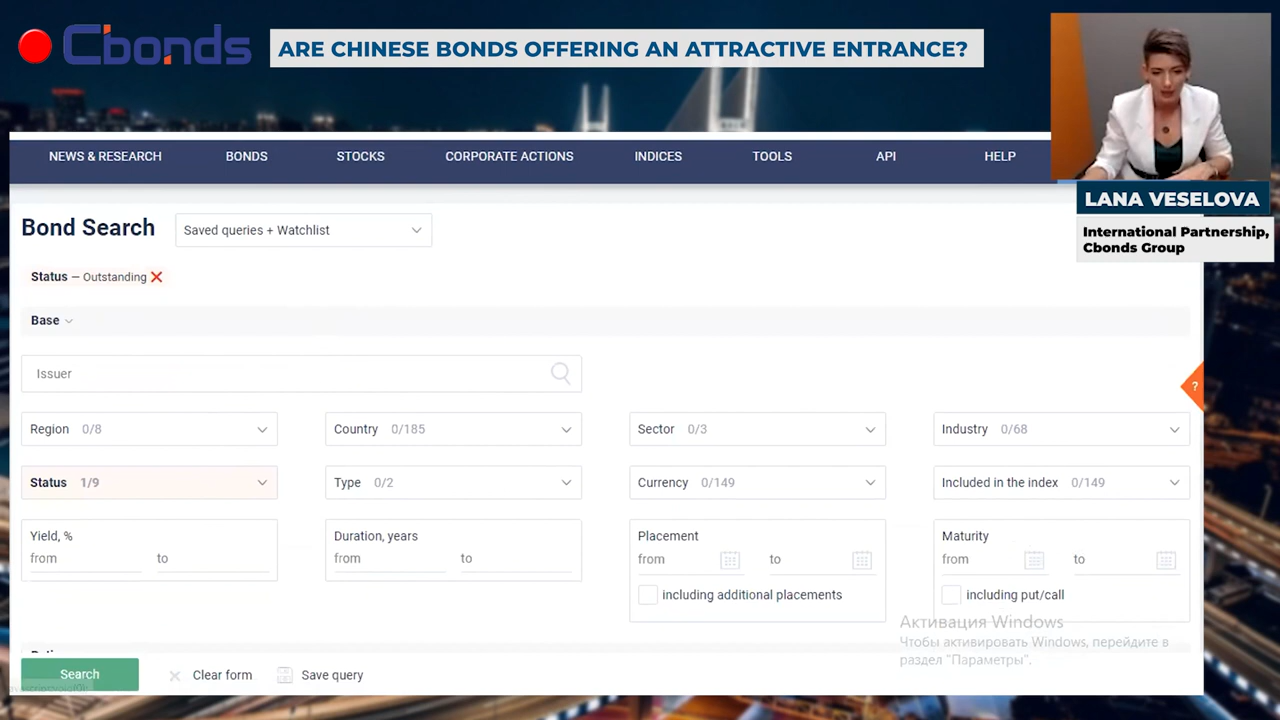 Cbonds
ARE CHINESE BONDS OFFERING AN ATTRACTIVE ENTRANCE?
NEWS & RESEARCH BONDS STOCKS CORPORATE ACTIONS INDICES TOOLS API HELP
LANA VESELOVA
International Partnership,
Cbonds Group
Bond Search Saved queries + Watchlist
Status – Outstanding
Base
Issuer
?
Region 0/8 Country 0/185 Sector 0/3 Industry 0/68
Status 1/9 Type 0/2 Currency 0/149 Included in the index 0/149
Yield, % Duration, years Placement Maturity
from to from to from to from to
including additional placements including put/call
Активация Windows
Чтобы активировать Windows, перейдите в
раздел "Параметры".
Search Clear form Save query